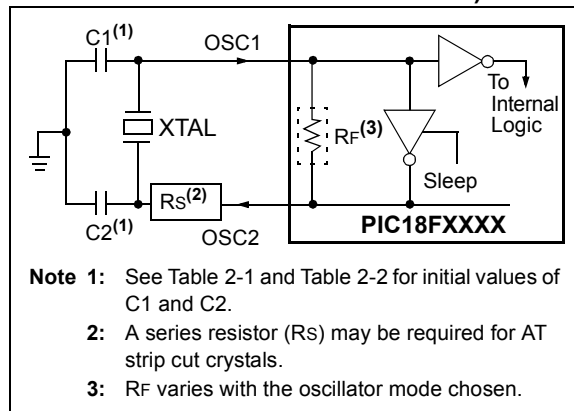 C1(1)
OSC1
To
Internal
Logic
XTAL
RF(3)
Sleep
C2(1)
RS(2)
OSC2
PIC18FXXXX
Note 1: See Table 2-1 and Table 2-2 for initial values of
C1 and C2.
2: A series resistor (RS) may be required for AT
strip cut crystals.
3: RF varies with the oscillator mode chosen.